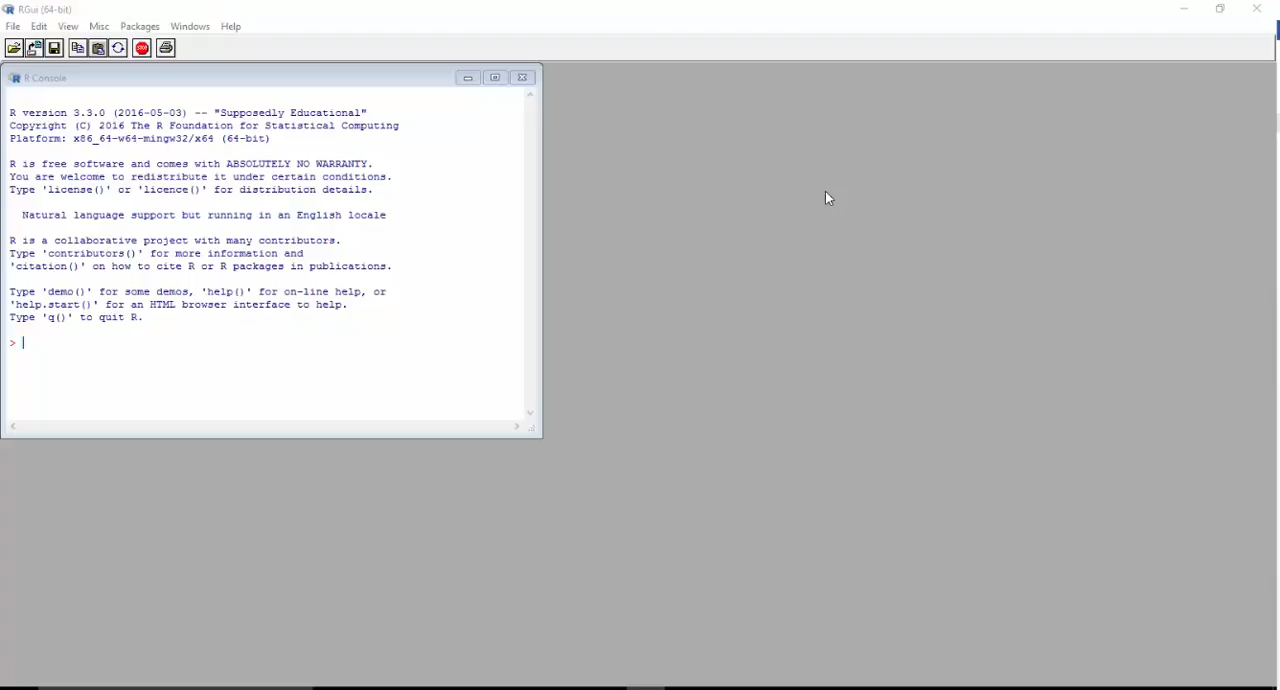 RGui (64-bit)
File Edit View Misc Packages Windows Help
STOP
R Console
R version 3.3.0 (2016-05-03) -- "Supposedly Educational"
Copyright (C) 2016 The R Foundation for Statistical Computing
Platform: x86_64-w64-mingw32/x64 (64-bit)
R is free software and comes with ABSOLUTELY NO WARRANTY.
You are welcome to redistribute it under certain conditions.
Type 'license()' or 'licence()' for distribution details.
Natural language support but running in an English locale
R is a collaborative project with many contributors.
Type 'contributors()' for more information and
'citation()' on how to cite R or R packages in publications.
Type 'demo()' for some demos, 'help()' for on-line help, or
'help.start()' for an HTML browser interface to help.
Type 'q()' to quit R.
>